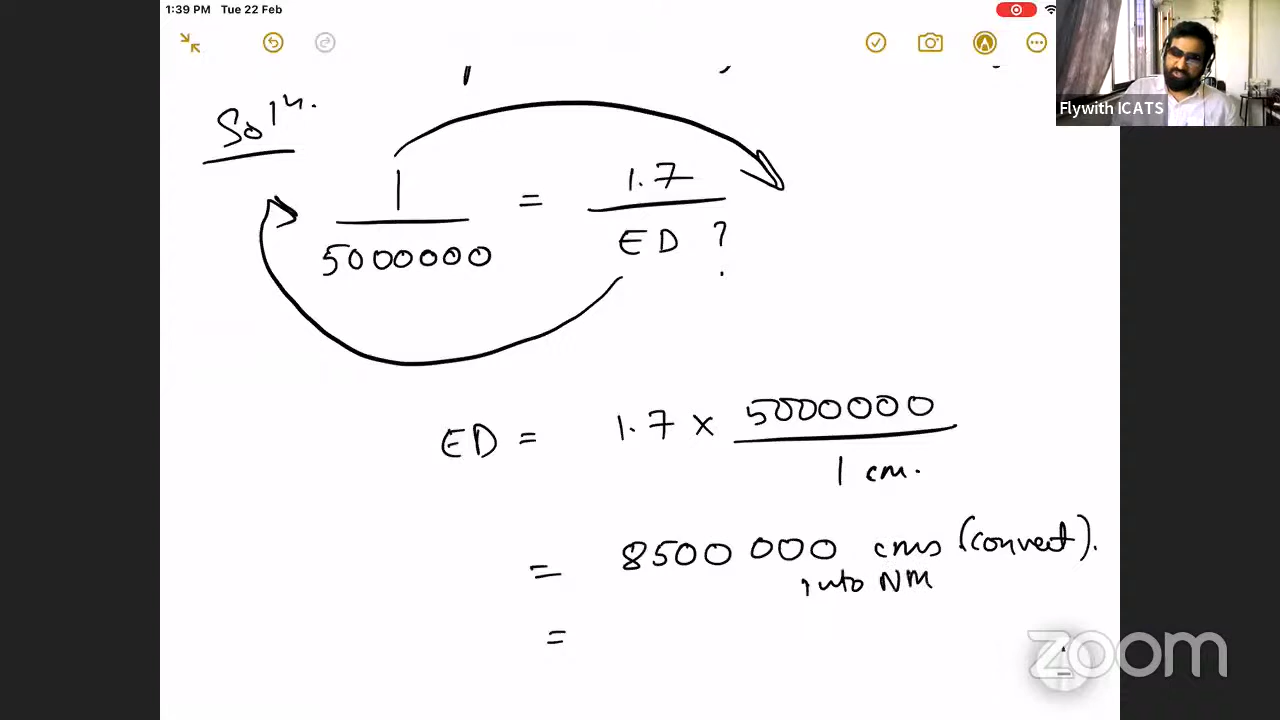 1:39 PM Tue 22 Feb
Flywith ICATS
Soln.
1 = 1.7
5000000 ED ?
ED = 1.7 × 5000000
1 cm.
= 8500 000 cms (convert).
into NM
=
zoom